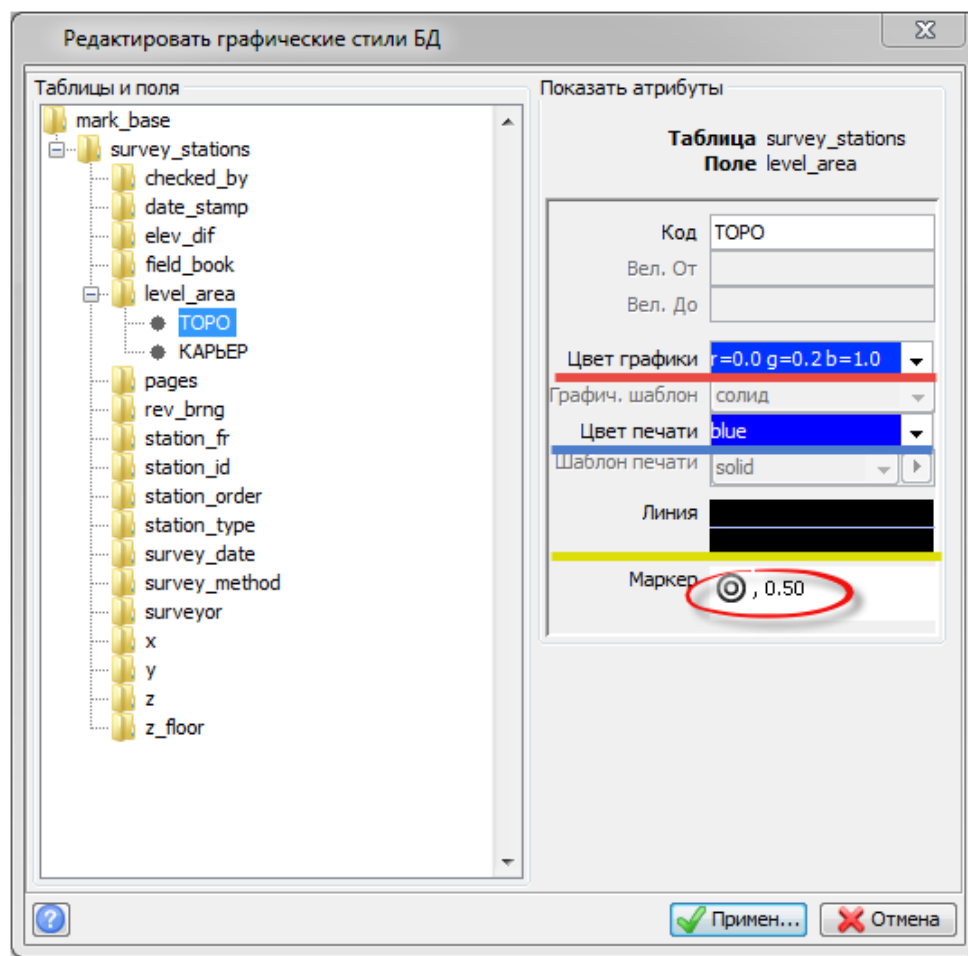 Редактировать графические стили БД
Таблицы и поля
mark_base
survey_stations
checked_by
date_stamp
elev_dif
field_book
level_area
TOPO
КАРЬЕР
pages
rev_brng
station_fr
station_id
station_order
station_type
survey_date
survey_method
surveyor
x
y
z
z_floor
Показать атрибуты
Таблица survey_stations
Поле level_area
Код TOPO
Вел. От
Вел. До
Цвет графики r=0.0 g=0.2 b=1.0
Графич. шаблон солид
Цвет печати blue
Шаблон печати solid
Линия
Маркер , 0.50
Примен... Отмена